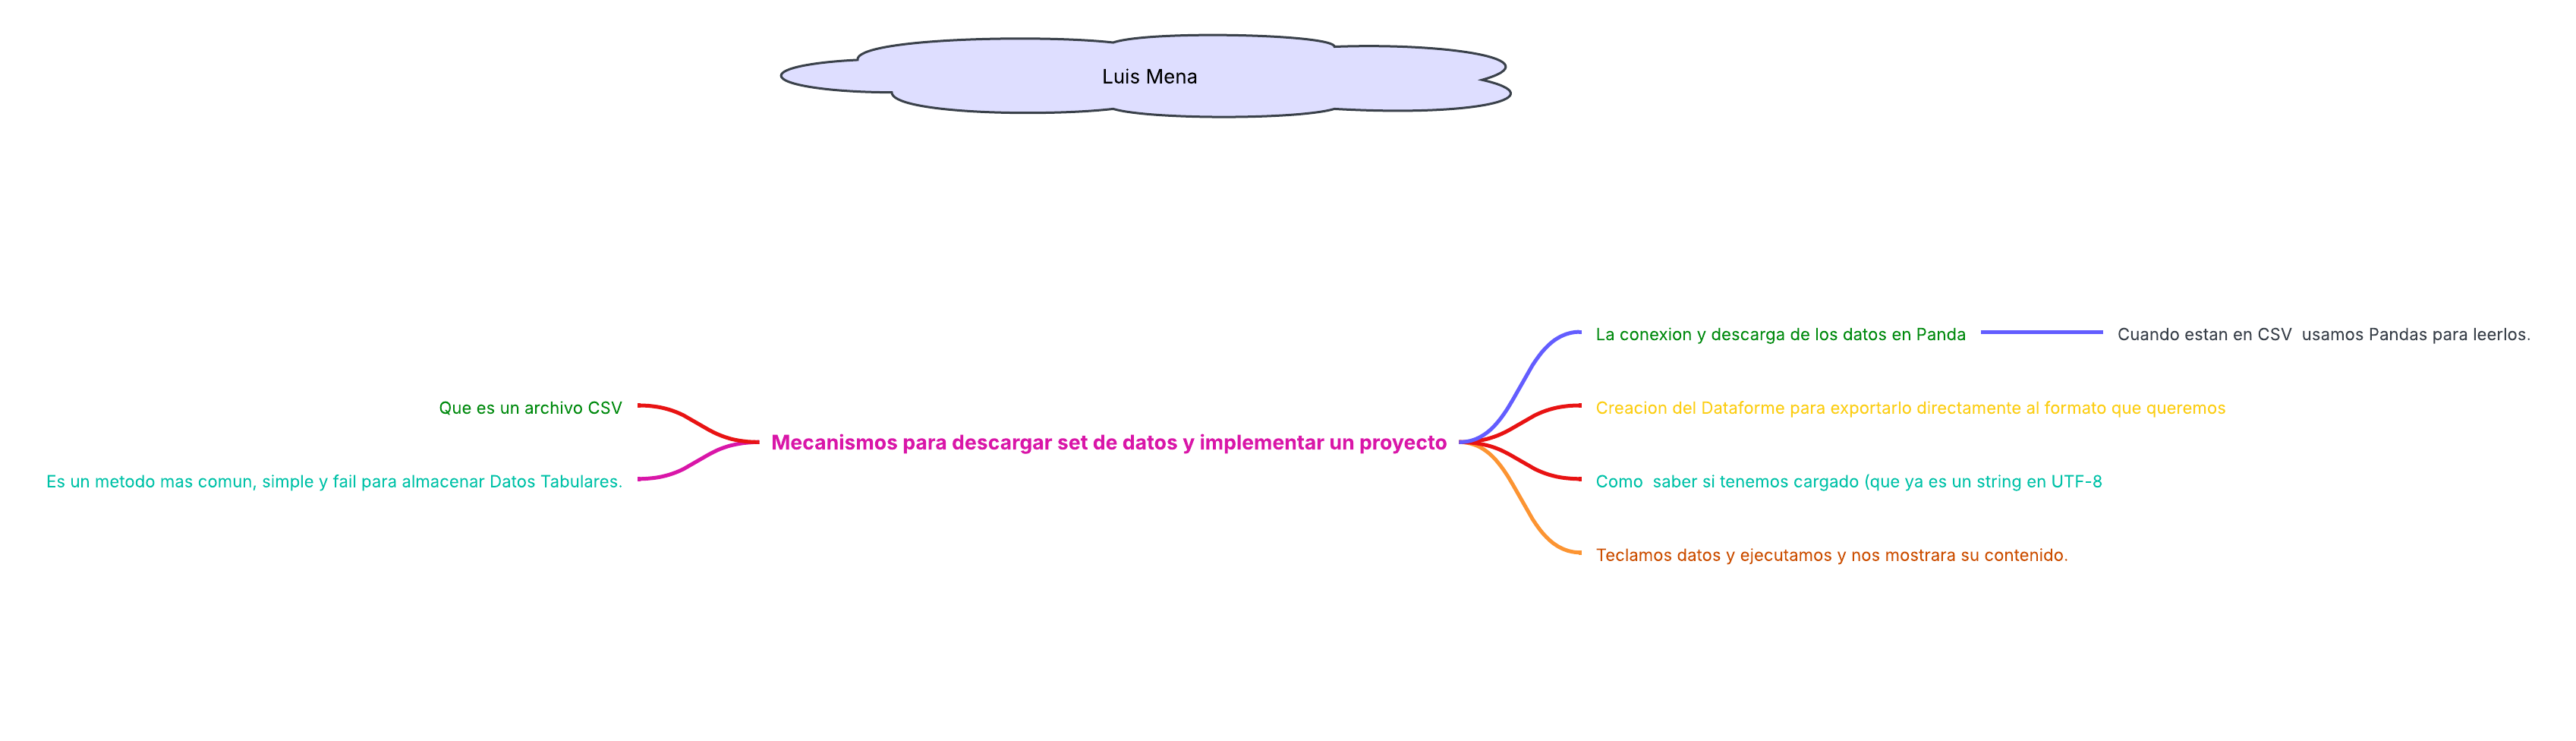 Luis Mena
Que es un archivo CSV
Es un metodo mas comun, simple y fail para almacenar Datos Tabulares.
Mecanismos para descargar set de datos y implementar un proyecto
La conexion y descarga de los datos en Panda
Cuando estan en CSV  usamos Pandas para leerlos.
Creacion del Dataforme para exportarlo directamente al formato que queremos
Como  saber si tenemos cargado (que ya es un string en UTF-8
Teclamos datos y ejecutamos y nos mostrara su contenido.